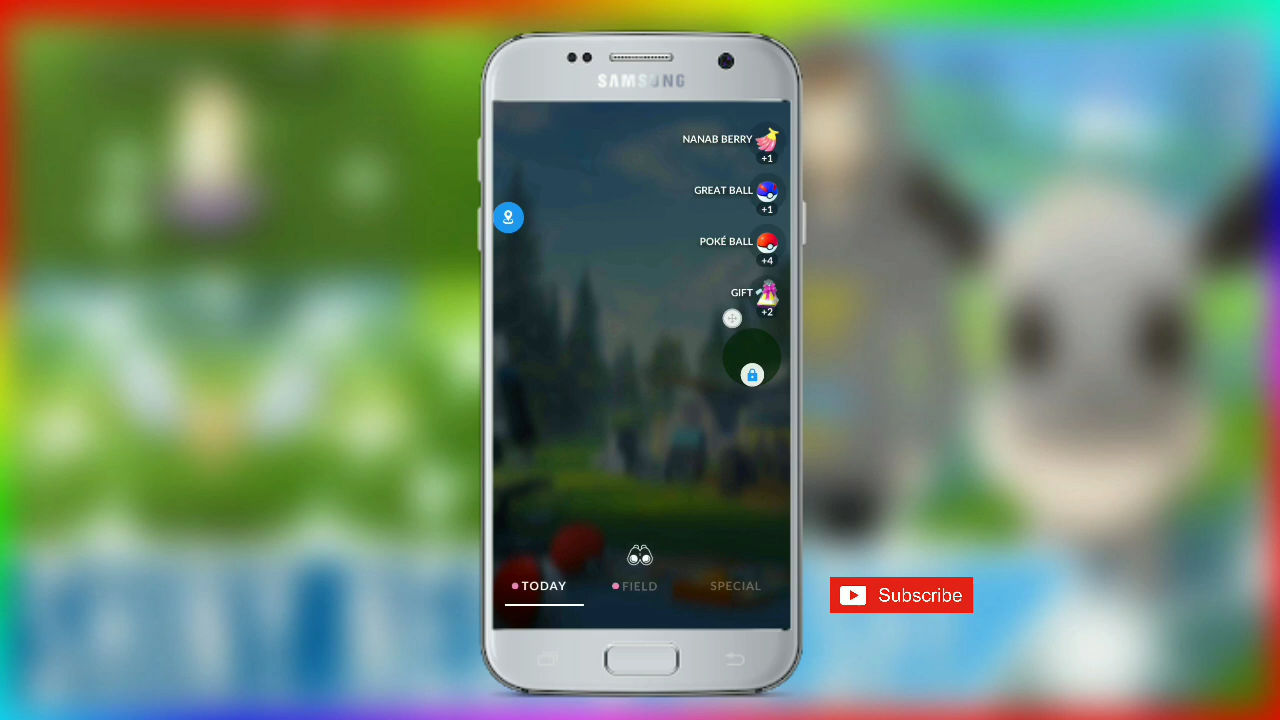 SAMSUNG
NANAB BERRY
+1
GREAT BALL
+1
POKÉ BALL
+4
GIFT
+2
TODAY
FIELD
SPECIAL
Subscribe